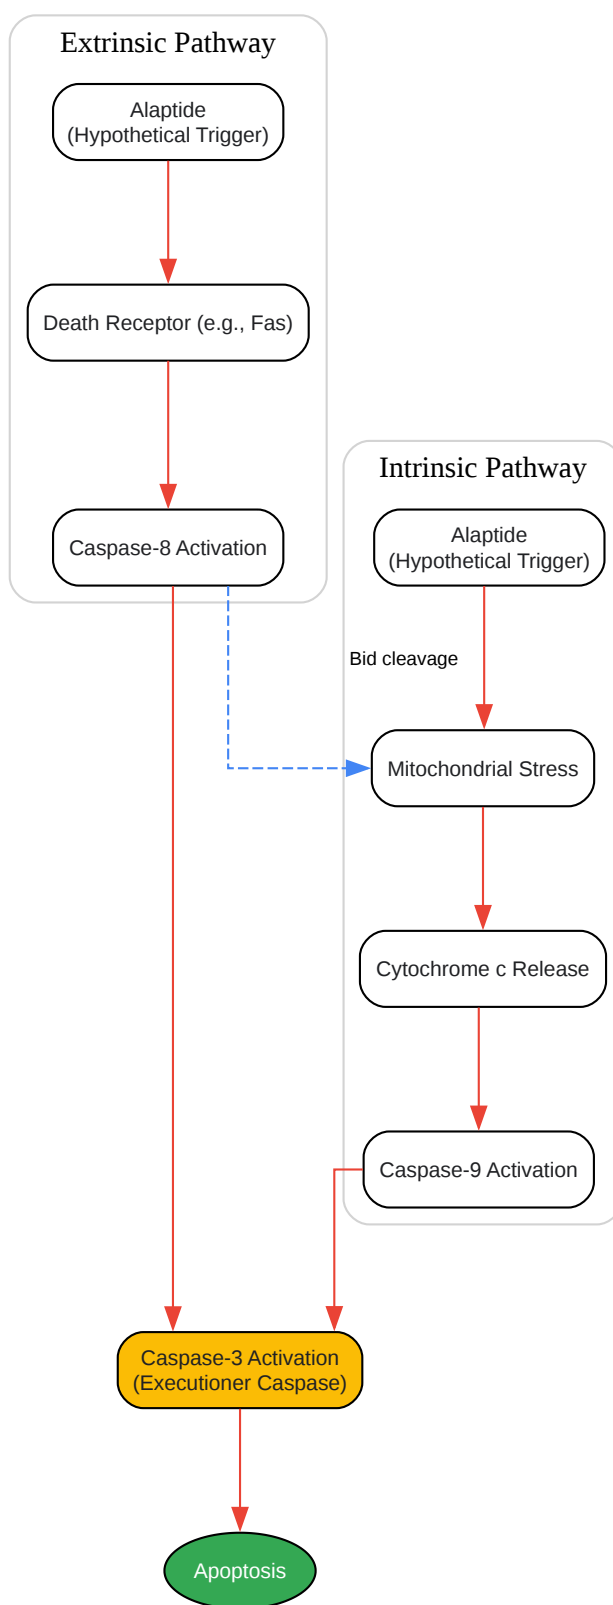 Extrinsic Pathway
Alaptide
(Hypothetical Trigger)
Death Receptor (e.g., Fas)
Caspase-8 Activation
Intrinsic Pathway
Alaptide
(Hypothetical Trigger)
Bid cleavage
Mitochondrial Stress
Cytochrome c Release
Caspase-9 Activation
Caspase-3 Activation
(Executioner Caspase)
Apoptosis